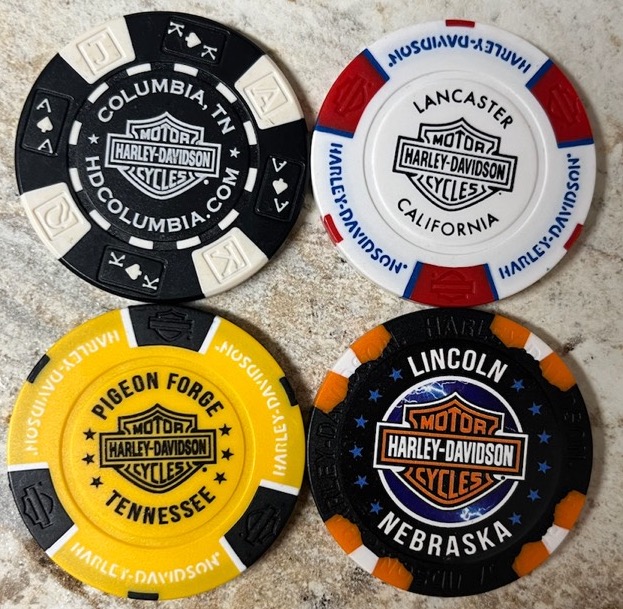 COLUMBIA, TN
MOTOR
HARLEY-DAVIDSON
CYCLES
HDCOLUMBIA.COM
J
K K
A
A A
K
K K
Q
A A
HARLEY-DAVIDSON
HARLEY-DAVIDSON
HARLEY-DAVIDSON
LANCASTER
MOTOR
HARLEY-DAVIDSON
CYCLES
CALIFORNIA
HARLEY-DAVIDSON
HARLEY-DAVIDSON
HARLEY-DAVIDSON
PIGEON FORGE
MOTOR
HARLEY-DAVIDSON
CYCLES
TENNESSEE
LINCOLN
MOTOR
HARLEY-DAVIDSON
CYCLES
NEBRASKA